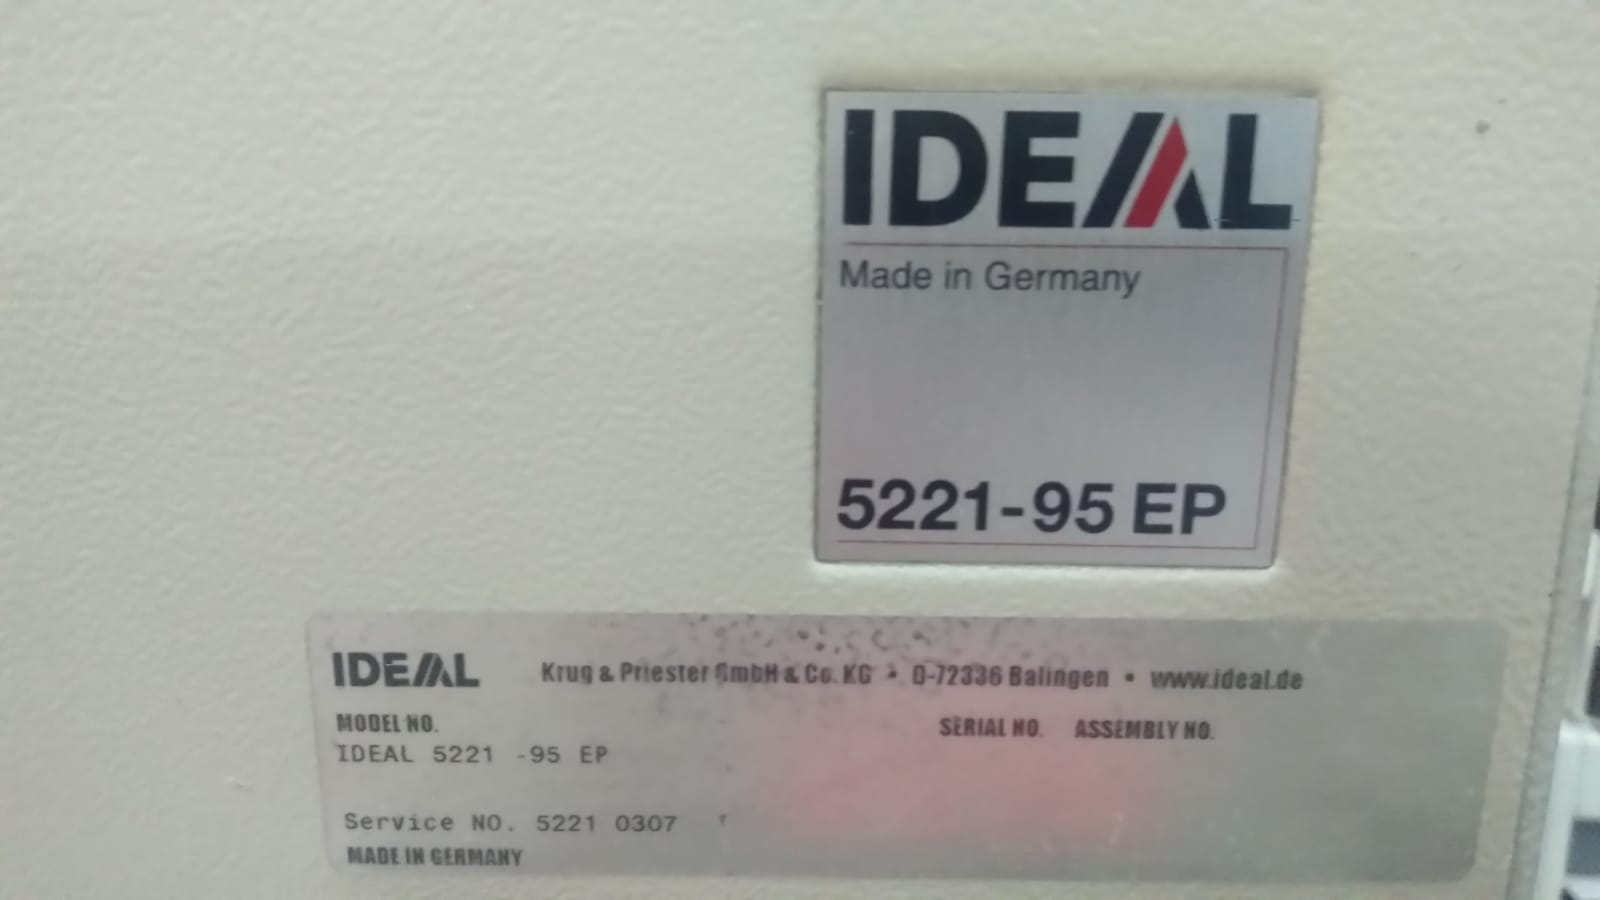 IDEAL
Made in Germany
5221-95 EP
IDEAL Krug & Priester GmbH & Co. KG • D-72336 Balingen • www.ideal.de
MODEL NO. SERIAL NO. ASSEMBLY NO.
IDEAL 5221 -95 EP
Service NO. 5221 0307
MADE IN GERMANY